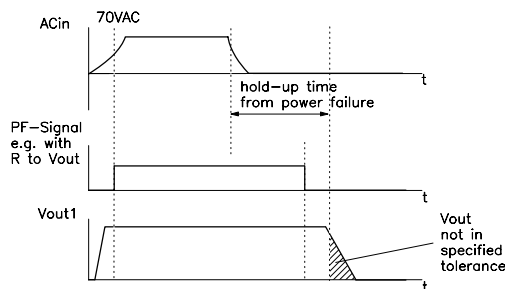 ACin
70VAC
t
hold-up time
from power failure
PF-Signal
e.g. with
R to Vout
t
Vout1
Vout
not in
specified
tolerance
t